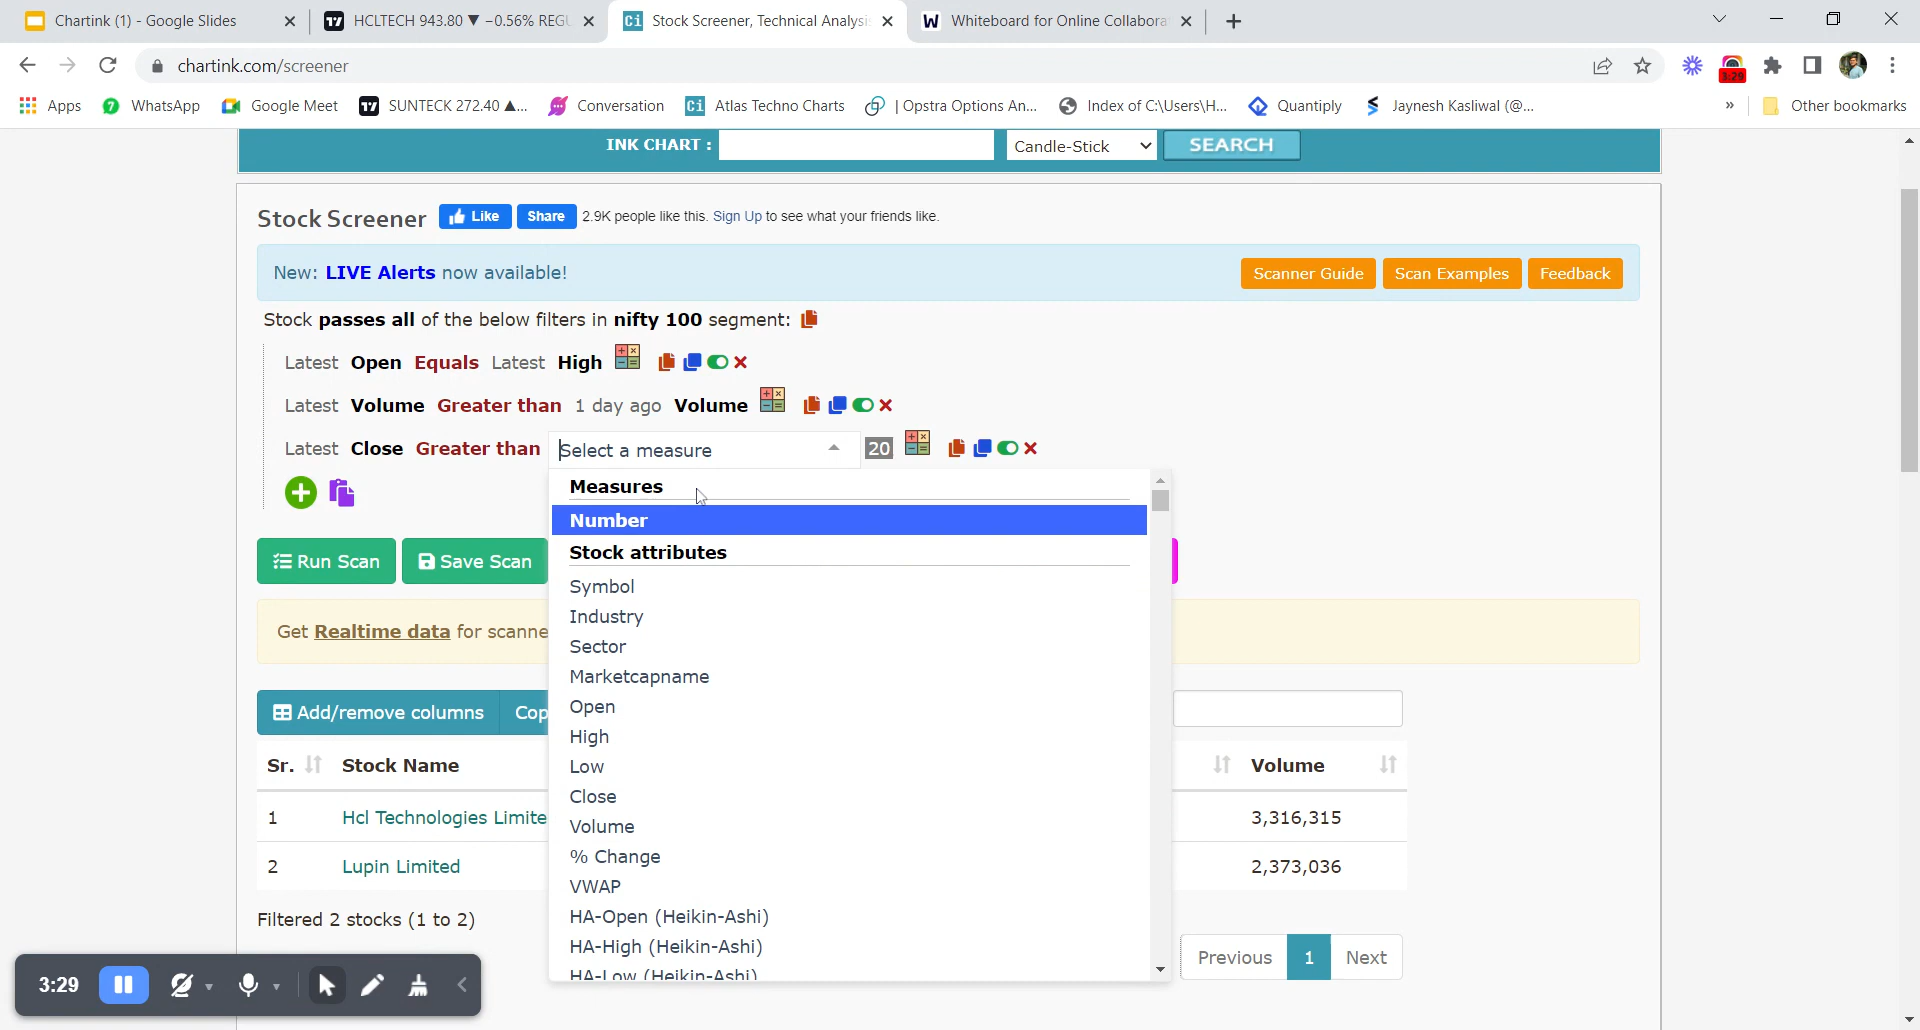 Chartink (1) - Google Slides
HCLTECH 943.80 ▼ −0.56%
Stock Screener, Technical Analysis
Whiteboard for Online Collabora
chartink.com/screener
3:29
Apps
WhatsApp
Google Meet
SUNTECK 272.40 ▲...
Conversation
Atlas Techno Charts
| Opstra Options An...
Index of C:\Users\H...
Quantiply
Jaynesh Kasliwal (@...
»
Other bookmarks
INK CHART :
Candle-Stick
SEARCH
Stock Screener
Like
Share
2.9K people like this. Sign Up to see what your friends like.
New: LIVE Alerts now available!
Scanner Guide
Scan Examples
Feedback
Stock passes all of the below filters in nifty 100 segment:
Latest Open Equals Latest High
Latest Volume Greater than 1 day ago Volume
Latest Close Greater than Select a measure 20
Measures
Number
Stock attributes
Symbol
Industry
Sector
Marketcapname
Open
High
Low
Close
Volume
% Change
VWAP
HA-Open (Heikin-Ashi)
HA-High (Heikin-Ashi)
HA-Low (Heikin-Ashi)
Run Scan
Save Scan
Get Realtime data for scanne
Add/remove columns
Cop
Sr.
Stock Name
Volume
1 Hcl Technologies Limite 3,316,315
2 Lupin Limited 2,373,036
Filtered 2 stocks (1 to 2)
Previous 1 Next
3:29